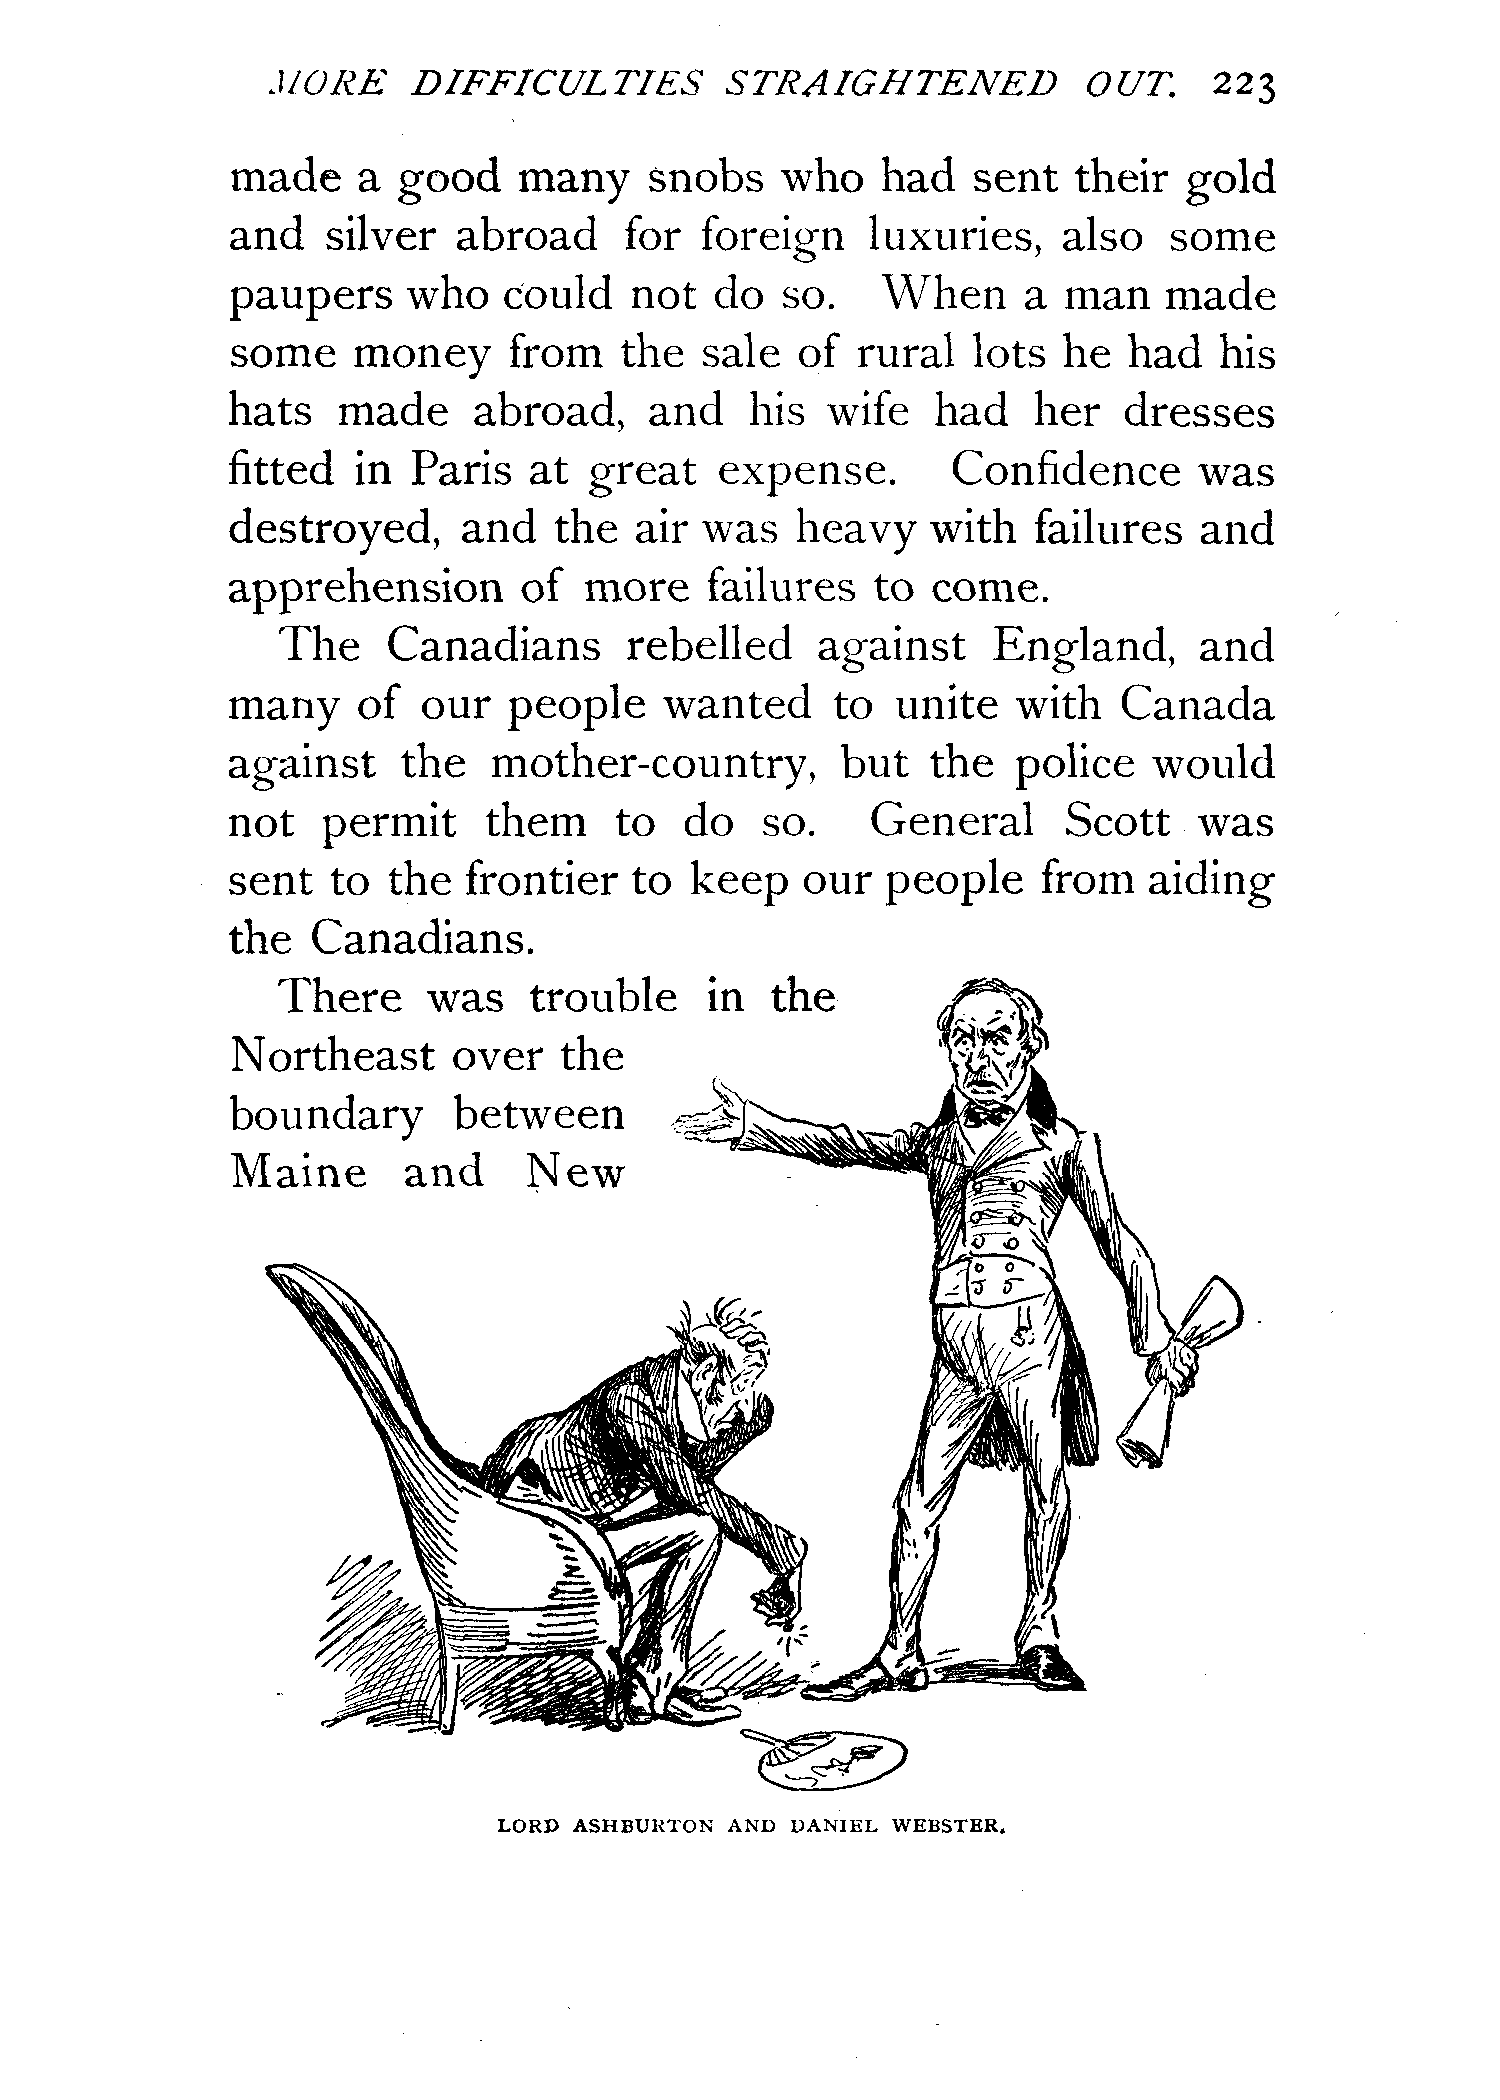 MORE DIFFICULTIES STRAIGHTENED OUT. 223
made a good many snobs who had sent their gold
and silver abroad for foreign luxuries, also some
paupers who could not do so. When a man made
some money from the sale of rural lots he had his
hats made abroad, and his wife had her dresses
fitted in Paris at great expense. Confidence was
destroyed, and the air was heavy with failures and
apprehension of more failures to come.
The Canadians rebelled against England, and
many of our people wanted to unite with Canada
against the mother-country, but the police would
not permit them to do so. General Scott was
sent to the frontier to keep our people from aiding
the Canadians.
There was trouble in the
Northeast over the
boundary between
Maine and New
LORD ASHBURTON AND DANIEL WEBSTER.